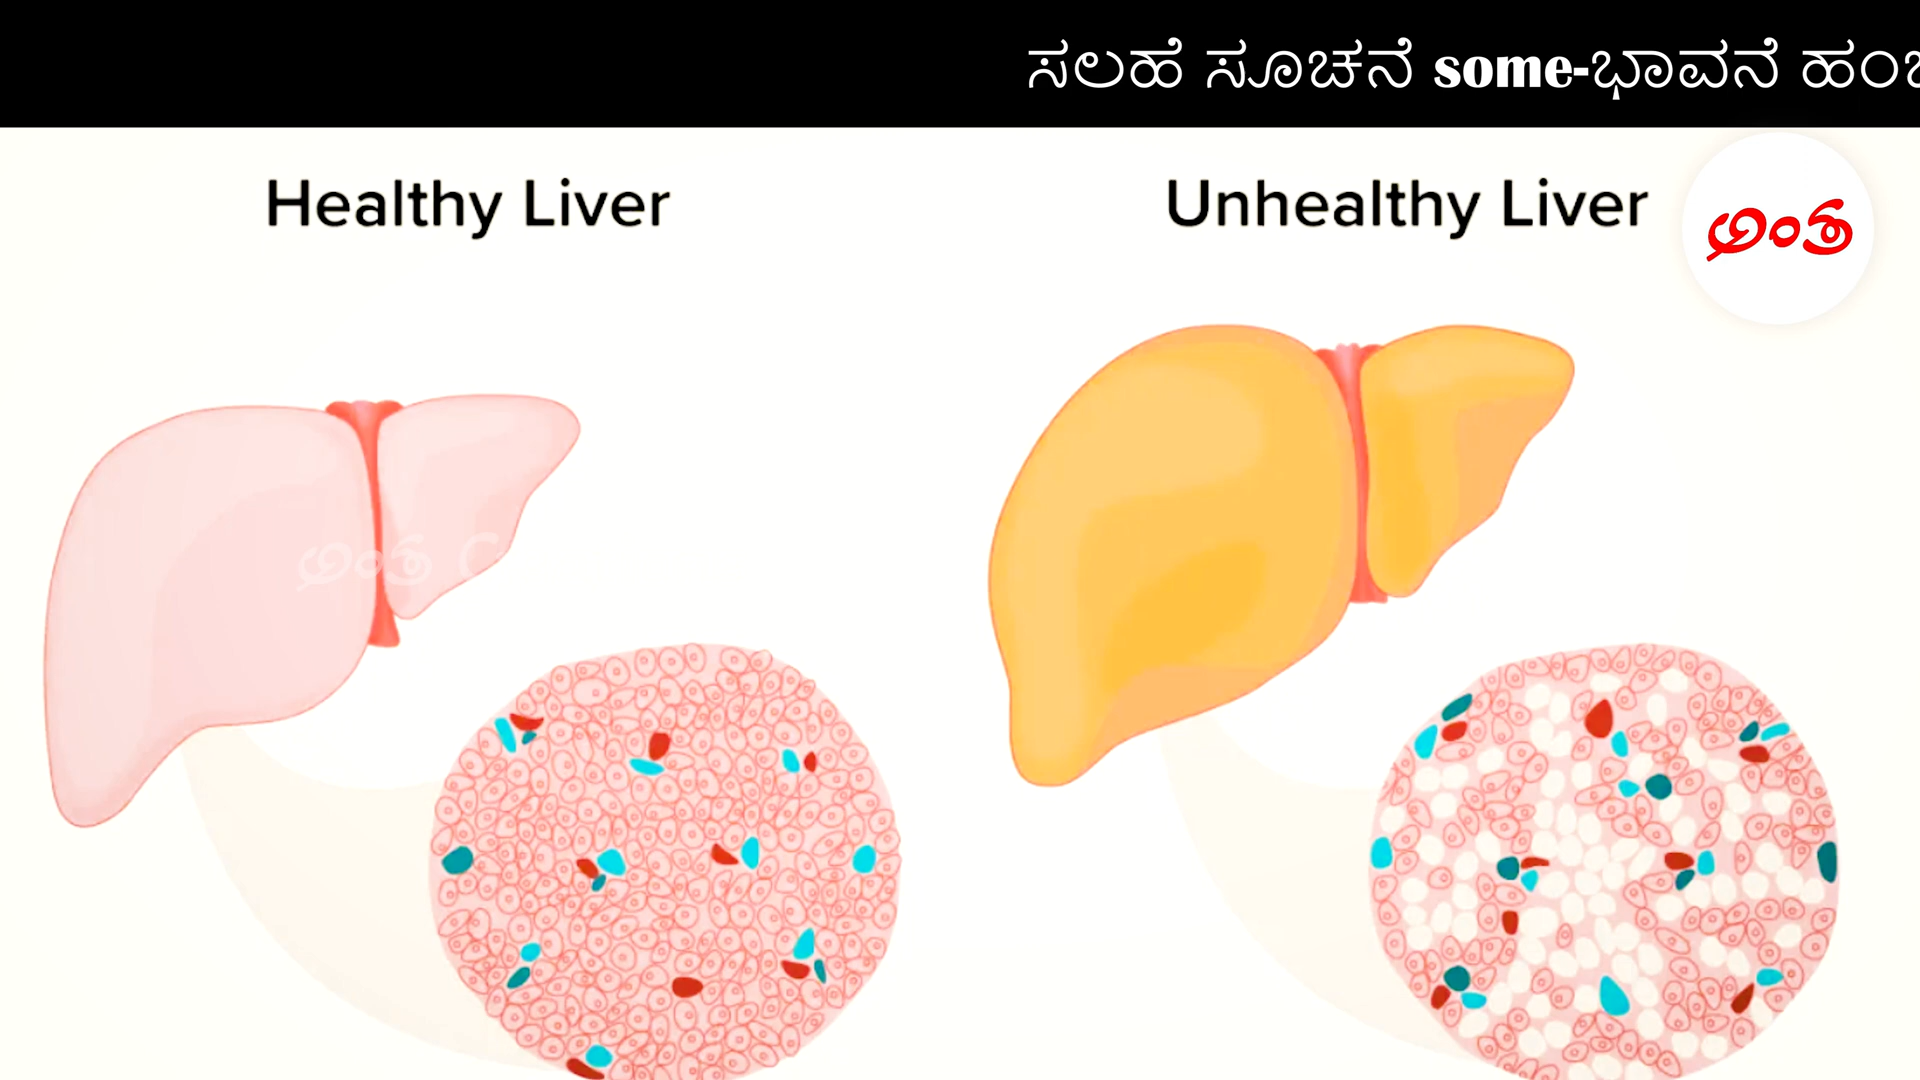 ಸಲಹೆ ಸೂಚನೆ some-ಭಾವನೆ
Healthy Liver
Unhealthy Liver
ಅಂತ್ರ
ಅಂತ್ರ C